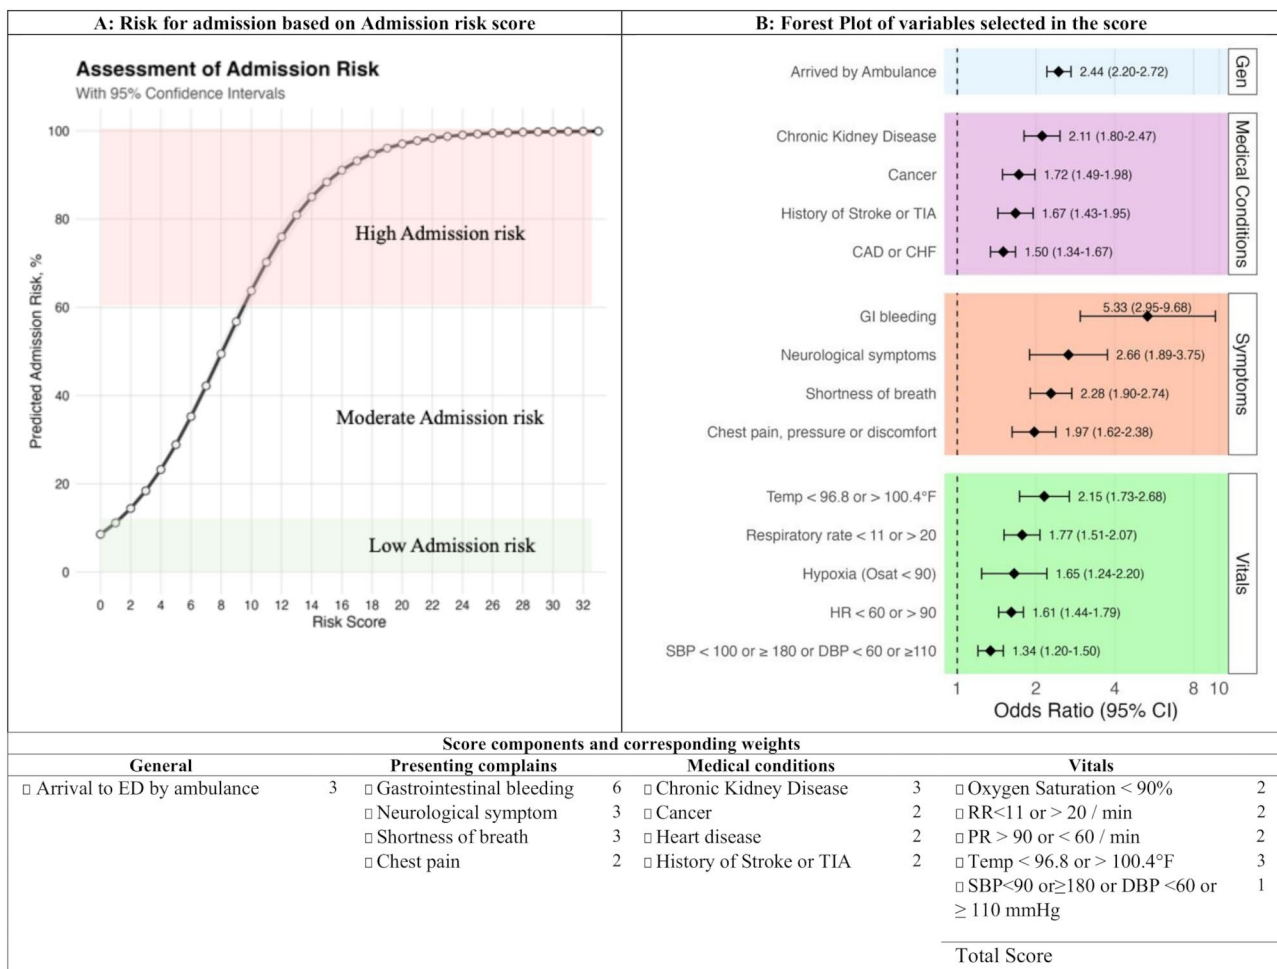 A: Risk for admission based on Admission risk score
Assessment of Admission Risk
With 95% Confidence Intervals
Predicted Admission Risk, %
100
80
60
40
20
0
High Admission risk
Moderate Admission risk
Low Admission risk
0 2 4 6 8 10 12 14 16 18 20 22 24 26 28 30 32
Risk Score
B: Forest Plot of variables selected in the score
Arrived by Ambulance 2.44 (2.20-2.72)
Gen
Chronic Kidney Disease 2.11 (1.80-2.47)
Cancer 1.72 (1.49-1.98)
History of Stroke or TIA 1.67 (1.43-1.95)
CAD or CHF 1.50 (1.34-1.67)
Medical Conditions
GI bleeding 5.33 (2.95-9.68)
Neurological symptoms 2.66 (1.89-3.75)
Shortness of breath 2.28 (1.90-2.74)
Chest pain, pressure or discomfort 1.97 (1.62-2.38)
Symptoms
Temp < 96.8 or > 100.4°F 2.15 (1.73-2.68)
Respiratory rate < 11 or > 20 1.77 (1.51-2.07)
Hypoxia (Osat < 90) 1.65 (1.24-2.20)
HR < 60 or > 90 1.61 (1.44-1.79)
SBP < 100 or ≥ 180 or DBP < 60 or ≥110 1.34 (1.20-1.50)
Vitals
1 2 4 8 10
Odds Ratio (95% CI)
Score components and corresponding weights
General
Arrival to ED by ambulance 3
Presenting complains
Gastrointestinal bleeding 6
Neurological symptom 3
Shortness of breath 3
Chest pain 2
Medical conditions
Chronic Kidney Disease 3
Cancer 2
Heart disease 2
History of Stroke or TIA 2
Vitals
Oxygen Saturation < 90% 2
RR<11 or > 20 / min 2
PR > 90 or < 60 / min 2
Temp < 96.8 or > 100.4°F 3
SBP<90 or≥180 or DBP <60 or 1
≥ 110 mmHg
Total Score